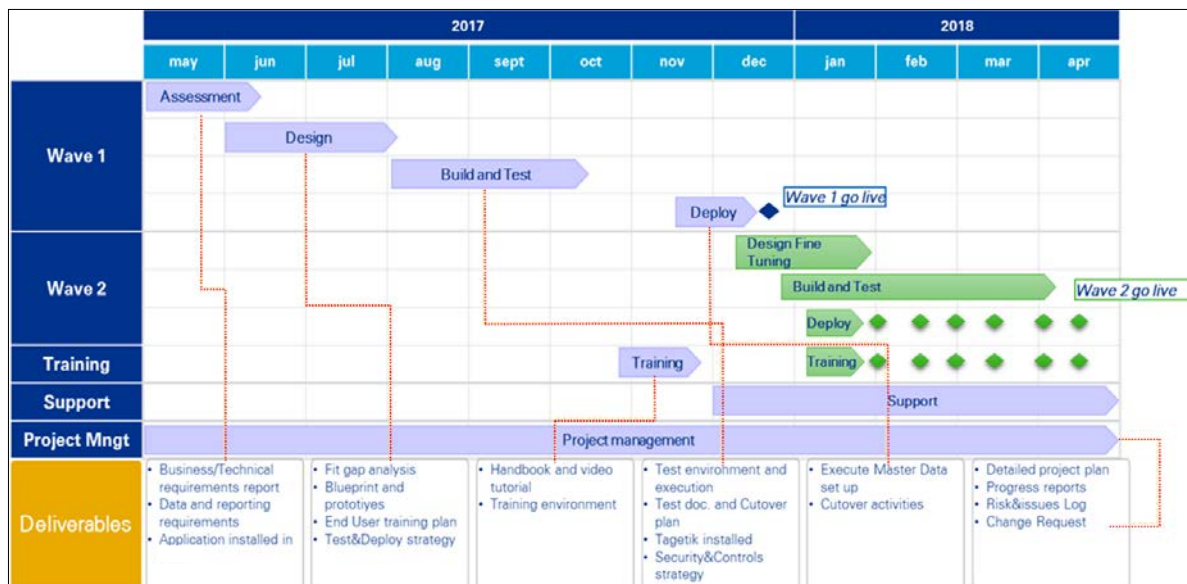 2017
2018
may
jun
jul
aug
sept
oct
nov
dec
jan
feb
mar
apr
Wave 1
Assessment
Design
Build and Test
Deploy
Wave 1 go live
Wave 2
Design Fine
Tuning
Build and Test
Wave 2 go live
Deploy
Training
Training
Training
Support
Support
Project Mngt
Project management
Deliverables
• Business/Technical
requirements report
• Data and reporting
requirements
• Application installed in
• Fit gap analysis
• Blueprint and
prototiyes
• End User training plan
• Test&Deploy strategy
• Handbook and video
tutorial
• Training environment
• Test environment and
execution
• Test doc. and Cutover
plan
• Tagetik installed
• Security&Controls
strategy
• Execute Master Data
set up
• Cutover activities
• Detailed project plan
• Progress reports
• Risk&issues Log
• Change Request